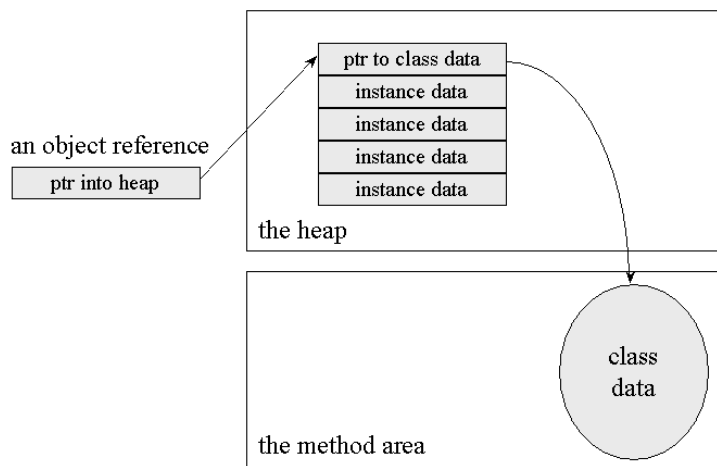 an object reference
ptr into heap
ptr to class data
instance data
instance data
instance data
instance data
the heap
class
data
the method area